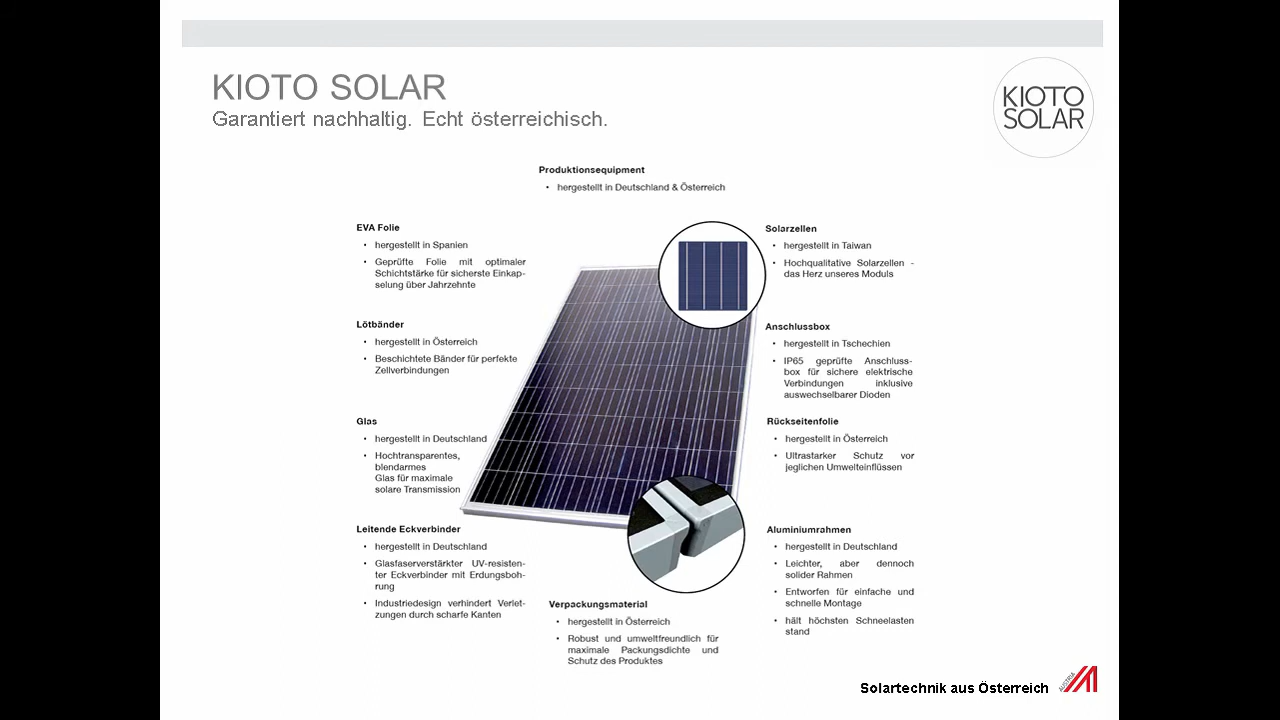 KIOTO SOLAR
Garantiert nachhaltig. Echt österreichisch.
KIOTO
SOLAR
Produktionsequipment
• hergestellt in Deutschland & Österreich
EVA Folie
• hergestellt in Spanien
• Geprüfte Folie mit optimaler
Schichtstärke für sicherste Einkap-
selung über Jahrzehnte
Lötbänder
• hergestellt in Österreich
• Beschichtete Bänder für perfekte
Zellverbindungen
Glas
• hergestellt in Deutschland
• Hochtransparentes,
blendarmes
Glas für maximale
solare Transmission
Leitende Eckverbinder
• hergestellt in Deutschland
• Glasfaserverstärkter UV-resisten-
ter Eckverbinder mit Erdungsboh-
rung
• Industriedesign verhindert Verlet-
zungen durch scharfe Kanten
Solarzellen
• hergestellt in Taiwan
• Hochqualitative Solarzellen -
das Herz unseres Moduls
Anschlussbox
• hergestellt in Tschechien
• IP65 geprüfte Anschluss-
box für sichere elektrische
Verbindungen inklusive
auswechselbarer Dioden
Rückseitenfolie
• hergestellt in Österreich
• Ultrastarker Schutz vor
jeglichen Umwelteinflüssen
Aluminiumrahmen
• hergestellt in Deutschland
• Leichter, aber dennoch
solider Rahmen
• Entworfen für einfache und
schnelle Montage
• hält höchsten Schneelasten
stand
Verpackungsmaterial
• hergestellt in Österreich
• Robust und umweltfreundlich für
maximale Packungsdichte und
Schutz des Produktes
Solartechnik aus Österreich
AUSTRIA